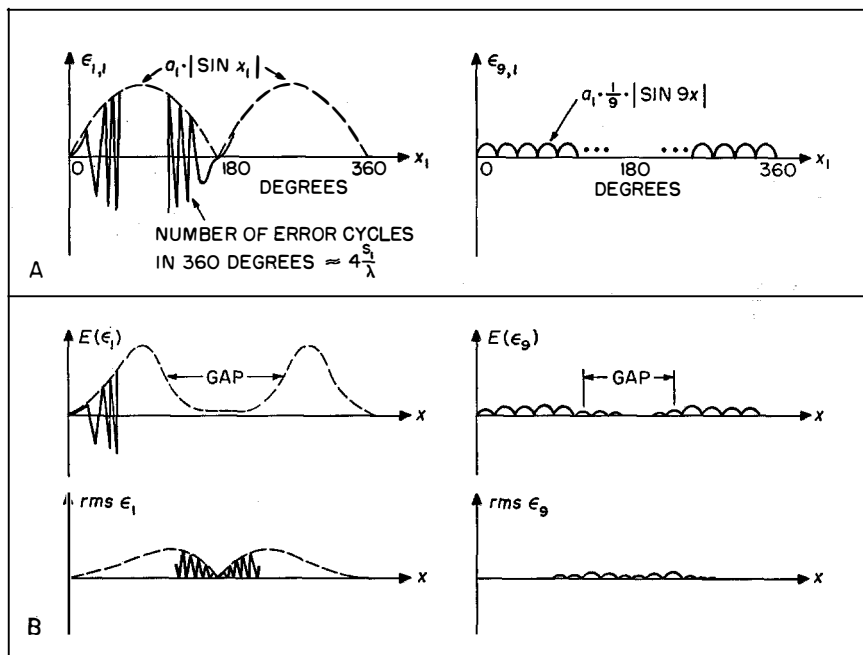 ϵ₁,₁
a₁·|SIN x₁|
x₁
0
180
360
DEGREES
NUMBER OF ERROR CYCLES
IN 360 DEGREES ≈ 4 s₁/λ
A
ϵ₉,₁
a₁·1/9·|SIN 9x|
x₁
0
180
360
DEGREES
E(ϵ₁)
GAP
x
E(ϵ₉)
GAP
x
rms ϵ₁
x
B
rms ϵ₉
x